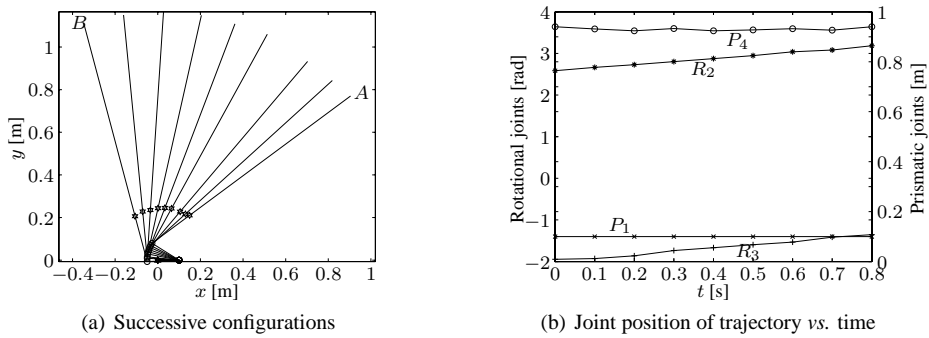 B
A
1
0.8
0.6
0.4
0.2
0
y [m]
−0.4 −0.2 0 0.2 0.4 0.6 0.8 1
x [m]
(a) Successive configurations
4
3
2
1
0
−1
−2
Rotational joints [rad]
P4
R2
P1
R3
1
0.8
0.6
0.4
0.2
0
Prismatic joints [m]
0 0.1 0.2 0.3 0.4 0.5 0.6 0.7 0.8
t [s]
(b) Joint position of trajectory vs. time